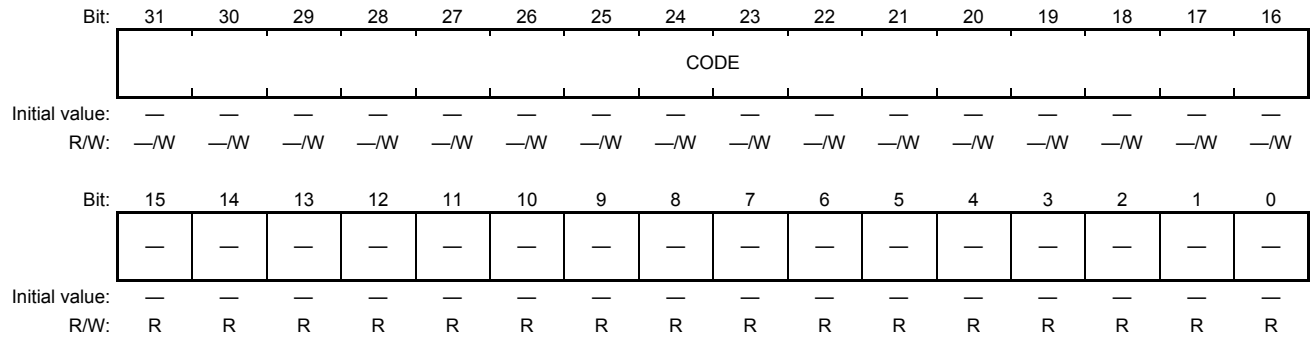 Bit: 31 30 29 28 27 26 25 24 23 22 21 20 19 18 17 16
CODE
Initial value: — — — — — — — — — — — — — — — —
R/W: —/W —/W —/W —/W —/W —/W —/W —/W —/W —/W —/W —/W —/W —/W —/W —/W
Bit: 15 14 13 12 11 10 9 8 7 6 5 4 3 2 1 0
— — — — — — — — — — — — — — — —
Initial value: — — — — — — — — — — — — — — — —
R/W: R R R R R R R R R R R R R R R R